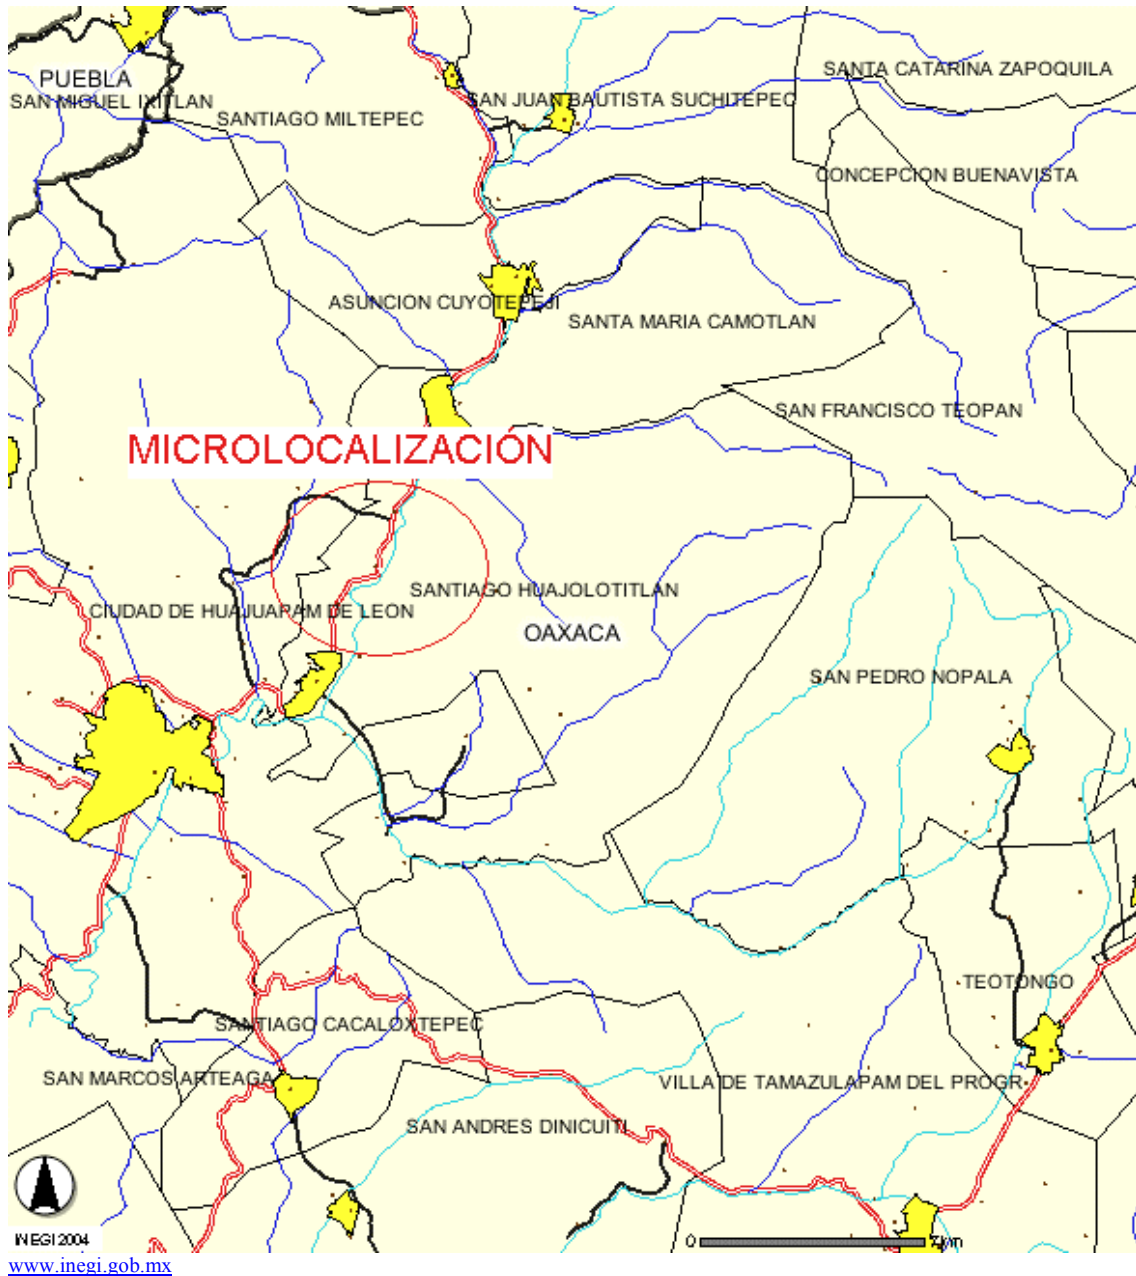 PUEBLA
SANTA CATARINA ZAPOQUILA
SAN MIGUEL IXITLAN
SAN JUAN BAUTISTA SUCHITEPEC
SANTIAGO MILTEPEC
CONCEPCION BUENAVISTA
ASUNCION CUYOTEPEJI
SANTA MARIA CAMOTLAN
SAN FRANCISCO TEOPAN
MICROLOCALIZACIÓN
SANTIAGO HUAJOLOTITLAN
CIUDAD DE HUAJUAPAM DE LEON
OAXACA
SAN PEDRO NOPALA
TEOTONGO
SANTIAGO CACALOXTEPEC
SAN MARCOS ARTEAGA
VILLA DE TAMAZULAPAM DEL PROGR
SAN ANDRES DINICUITI
INEGI 2004
0 7km
www.inegi.gob.mx